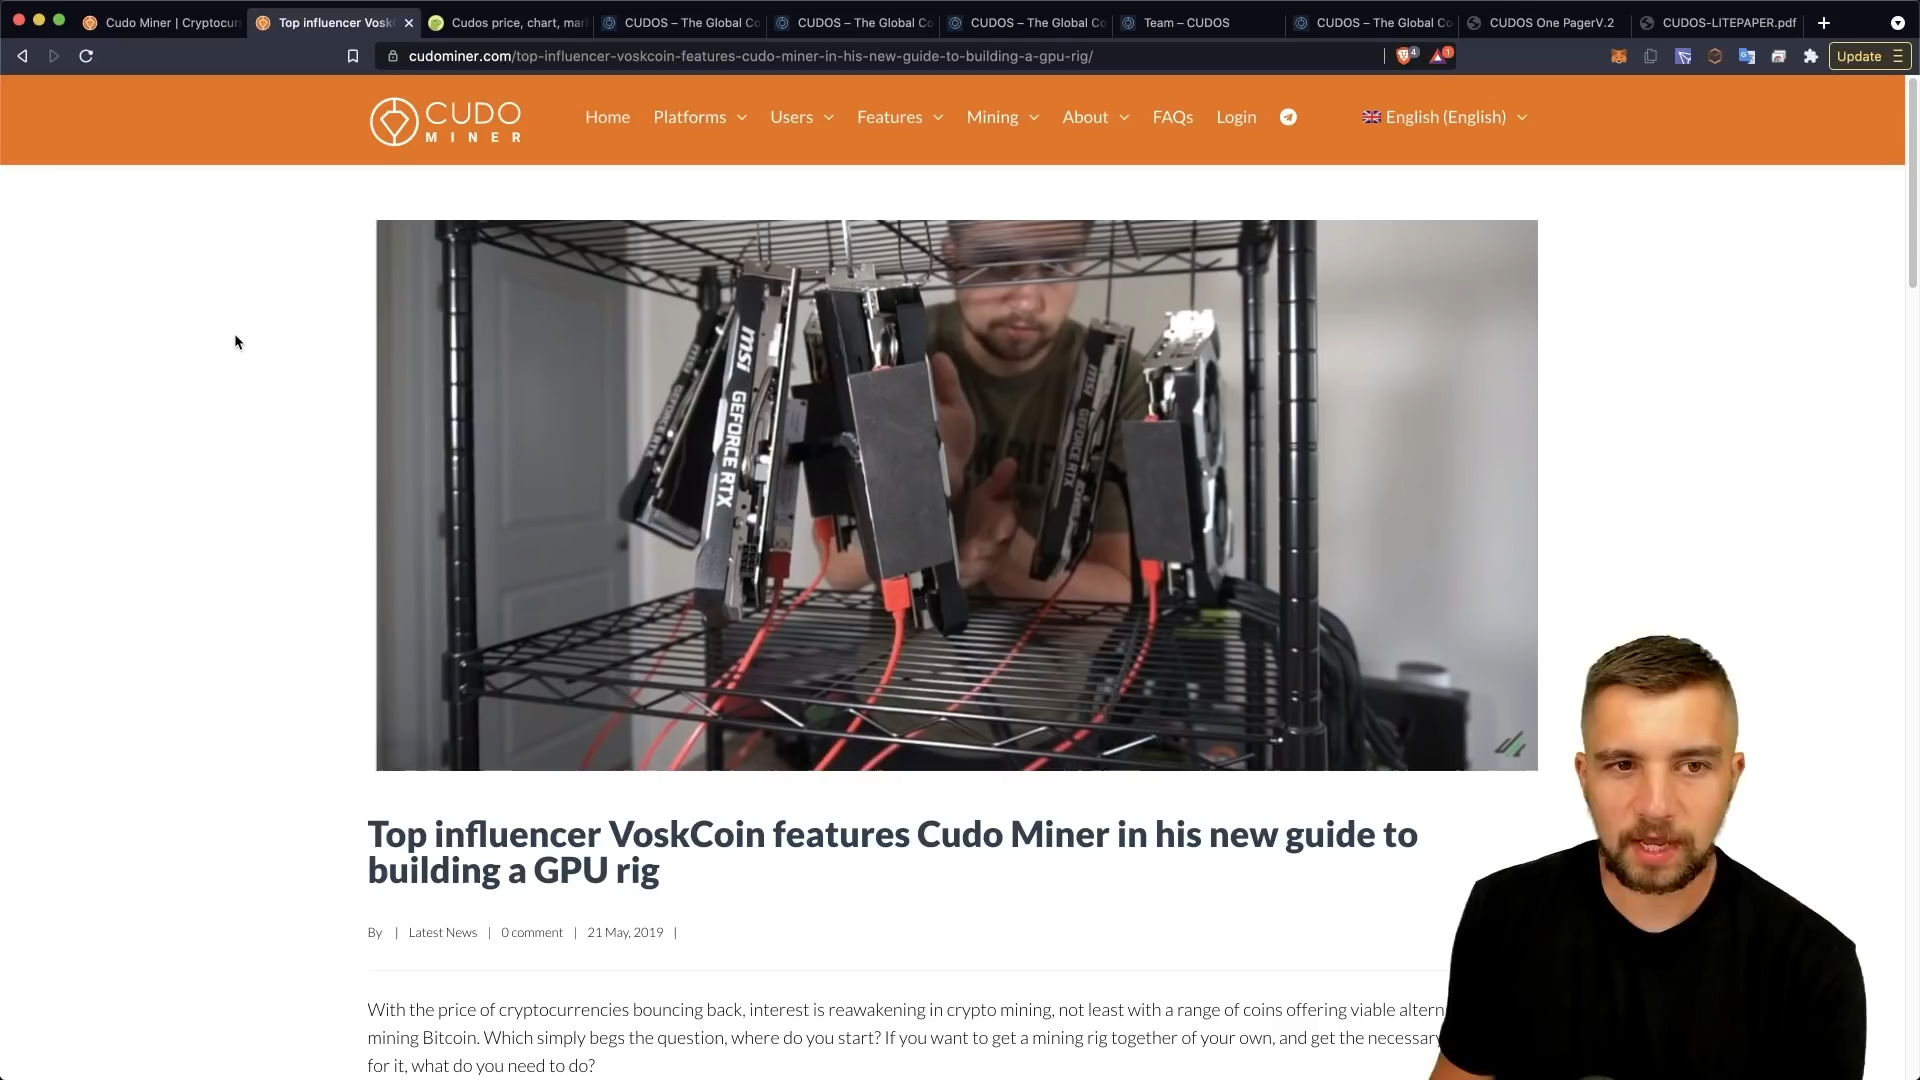 Cudo Miner | Cryptocurr
Top influencer Vosk
Cudos price, chart, mar
CUDOS – The Global Co
CUDOS – The Global Co
CUDOS – The Global Co
Team – CUDOS
CUDOS – The Global Co
CUDOS One PagerV.2
CUDOS-LITEPAPER.pdf
cudominer.com/top-influencer-voskcoin-features-cudo-miner-in-his-new-guide-to-building-a-gpu-rig/
4
1
Update
CUDO
MINER
Home
Platforms
Users
Features
Mining
About
FAQs
Login
English (English)
msi GEFORCE RTX
GEFORCE RTX
msi GEFORCE RTX
Top influencer VoskCoin features Cudo Miner in his new guide to
building a GPU rig
By | Latest News | 0 comment | 21 May, 2019 |
With the price of cryptocurrencies bouncing back, interest is reawakening in crypto mining, not least with a range of coins offering viable altern
mining Bitcoin. Which simply begs the question, where do you start? If you want to get a mining rig together of your own, and get the necessary
for it, what do you need to do?